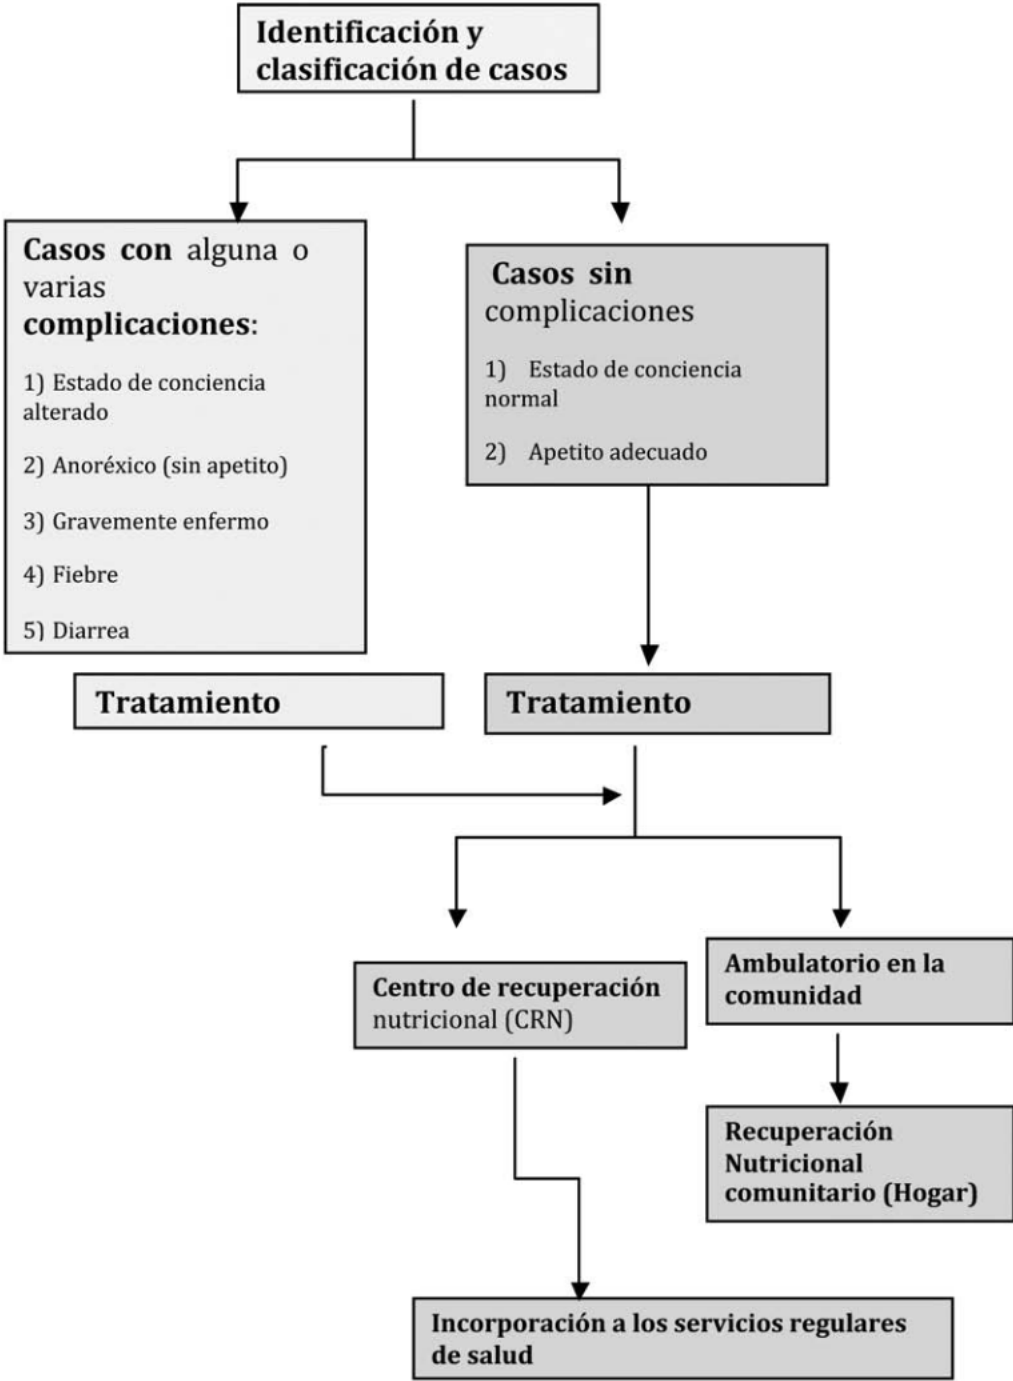 Identificación y
clasificación de casos
Casos con alguna o
varias
complicaciones:
1) Estado de conciencia
alterado
2) Anoréxico (sin apetito)
3) Gravemente enfermo
4) Fiebre
5) Diarrea
Casos sin
complicaciones
1) Estado de conciencia
normal
2) Apetito adecuado
Tratamiento
Tratamiento
Centro de recuperación
nutricional (CRN)
Ambulatorio en la
comunidad
Recuperación
Nutricional
comunitario (Hogar)
Incorporación a los servicios regulares
de salud